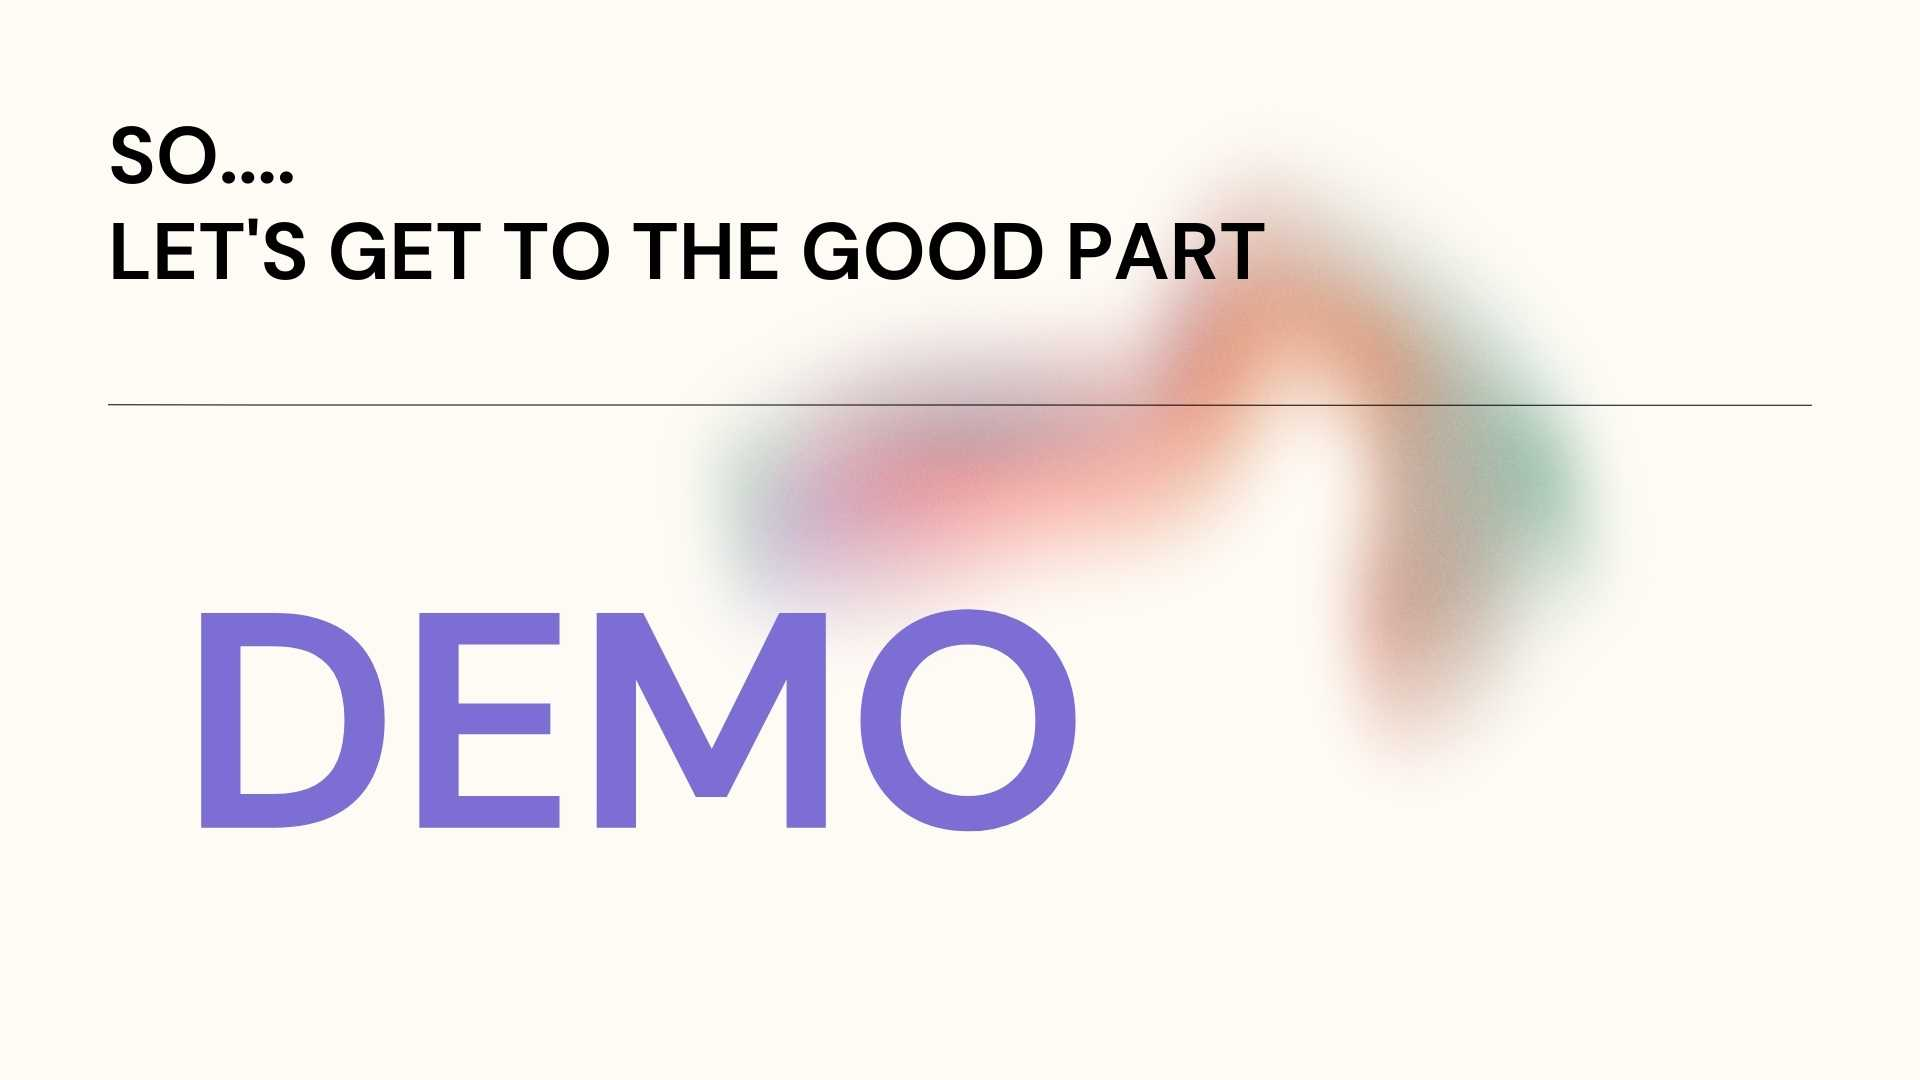 SO....
LET'S GET TO THE GOOD PART
DEMO